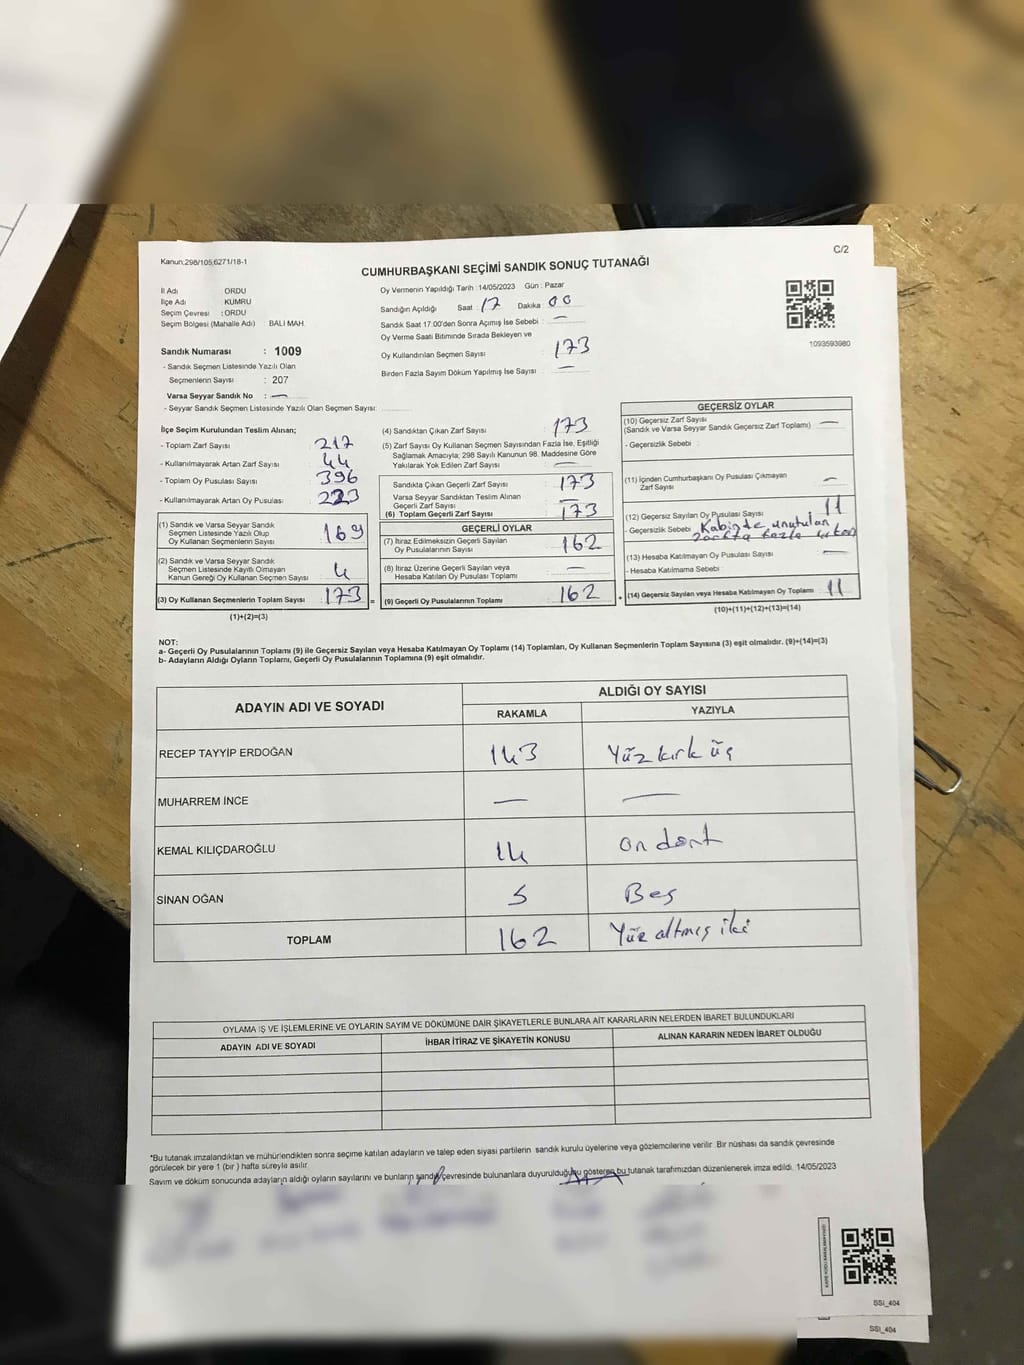 C/2
Kanun;298/105,6271/18-1
CUMHURBAŞKANI SEÇİMİ SANDIK SONUÇ TUTANAĞI
İl Adı : ORDU
İlçe Adı : KUMRU
Seçim Çevresi : ORDU
Seçim Bölgesi (Mahalle Adı) BALI MAH.
Sandık Numarası : 1009
- Sandık Seçmen Listesinde Yazılı Olan
Seçmenlerin Sayısı : 207
Varsa Seyyar Sandık No : —
- Seyyar Sandık Seçmen Listesinde Yazılı Olan Seçmen Sayısı:
Oy Vermenin Yapıldığı Tarih : 14/05/2023 Gün : Pazar
Sandığın Açıldığı Saat : 17 Dakika : 00
Sandık Saat 17:00'den Sonra Açımış İse Sebebi : —
Oy Verme Saati Bitiminde Sırada Bekleyen ve
Oy Kullandırılan Seçmen Sayısı : 173
Birden Fazla Sayım Döküm Yapılmış İse Sayısı : —
1093593980
İlçe Seçim Kurulundan Teslim Alınan;
- Toplam Zarf Sayısı : 217
- Kullanılmayarak Artan Zarf Sayısı : 44
- Toplam Oy Pusulası Sayısı : 396
- Kullanılmayarak Artan Oy Pusulası : 223
(1) Sandık ve Varsa Seyyar Sandık
Seçmen Listesinde Yazılı Olup
Oy Kullanan Seçmenlerin Sayısı : 169
(2) Sandık ve Varsa Seyyar Sandık
Seçmen Listesinde Kayıtlı Olmayan
Kanun Gereği Oy Kullanan Seçmen Sayısı : 4
(3) Oy Kullanan Seçmenlerin Toplam Sayısı : 173 =
(1)+(2)=(3)
(4) Sandıktan Çıkan Zarf Sayısı : 173
(5) Zarf Sayısı Oy Kullanan Seçmen Sayısından Fazla İse, Eşitliği
Sağlamak Amacıyla; 298 Sayılı Kanunun 98. Maddesine Göre
Yakılarak Yok Edilen Zarf Sayısı : —
Sandıkta Çıkan Geçerli Zarf Sayısı : 173
Varsa Seyyar Sandıktan Teslim Alınan
Geçerli Zarf Sayısı : —
(6) Toplam Geçerli Zarf Sayısı : 173
GEÇERLİ OYLAR
(7) İtiraz Edilmeksizin Geçerli Sayılan
Oy Pusulasının Sayısı : 162
(8) İtiraz Üzerine Geçerli Sayılan veya
Hesaba Katılan Oy Pusulası Toplamı : —
(9) Geçerli Oy Pusulalarının Toplamı : 162 +
GEÇERSİZ OYLAR
(10) Geçersiz Zarf Sayısı
(Sandık ve Varsa Seyyar Sandık Geçersiz Zarf Toplamı) : —
- Geçersizlik Sebebi :
(11) İçinden Cumhurbaşkanı Oy Pusulası Çıkmayan
Zarf Sayısı : —
(12) Geçersiz Sayılan Oy Pusulası Sayısı : 11
- Geçersizlik Sebebi : Kabinde unutulan
fazla
(13) Hesaba Katılmayan Oy Pusulası Sayısı : —
- Hesaba Katılmama Sebebi :
(14) Geçersiz Sayılan veya Hesaba Katılmayan Oy Toplamı : 11
(10)+(11)+(12)+(13)=(14)
NOT:
a- Geçerli Oy Pusulalarının Toplamı (9) ile Geçersiz Sayılan veya Hesaba Katılmayan Oy Toplamı (14) Toplamları, Oy Kullanan Seçmenlerin Toplam Sayısına (3) eşit olmalıdır. (9)+(14)=(3)
b- Adayların Aldığı Oyların Toplamı, Geçerli Oy Pusulalarının Toplamına (9) eşit olmalıdır.
ADAYIN ADI VE SOYADI
ALDIĞI OY SAYISI
RAKAMLA YAZIYLA
RECEP TAYYİP ERDOĞAN 143 Yüz kırk üç
MUHARREM İNCE — —
KEMAL KILIÇDAROĞLU 14 on dört
SİNAN OĞAN 5 Beş
TOPLAM 162 Yüz altmış iki
OYLAMA İŞ VE İŞLEMLERİNE VE OYLARIN SAYIM VE DÖKÜMÜNE DAİR ŞİKAYETLERLE BUNLARA AİT KARARLARIN NELERDEN İBARET BULUNDUKLARI
ADAYIN ADI VE SOYADI İHBAR İTİRAZ VE ŞİKAYETİN KONUSU ALINAN KARARIN NEDEN İBARET OLDUĞU
*Bu tutanak imzalandıktan ve mühürlendikten sonra seçime katılan adayların ve talep eden siyasi partilerin sandık kurulu üyelerine veya gözlemcilerine verilir. Bir nüshası da sandık çevresinde
görülecek bir yere 1 (bir) hafta süreyle asılır.
Sayım ve döküm sonucunda adayların aldığı oyların sayılarını ve bunların sandık çevresinde bulunanlara duyurulduğunu gösteren bu tutanak tarafımızdan düzenlenerek imza edildi. 14/05/2023
SSI_404
SSI_404